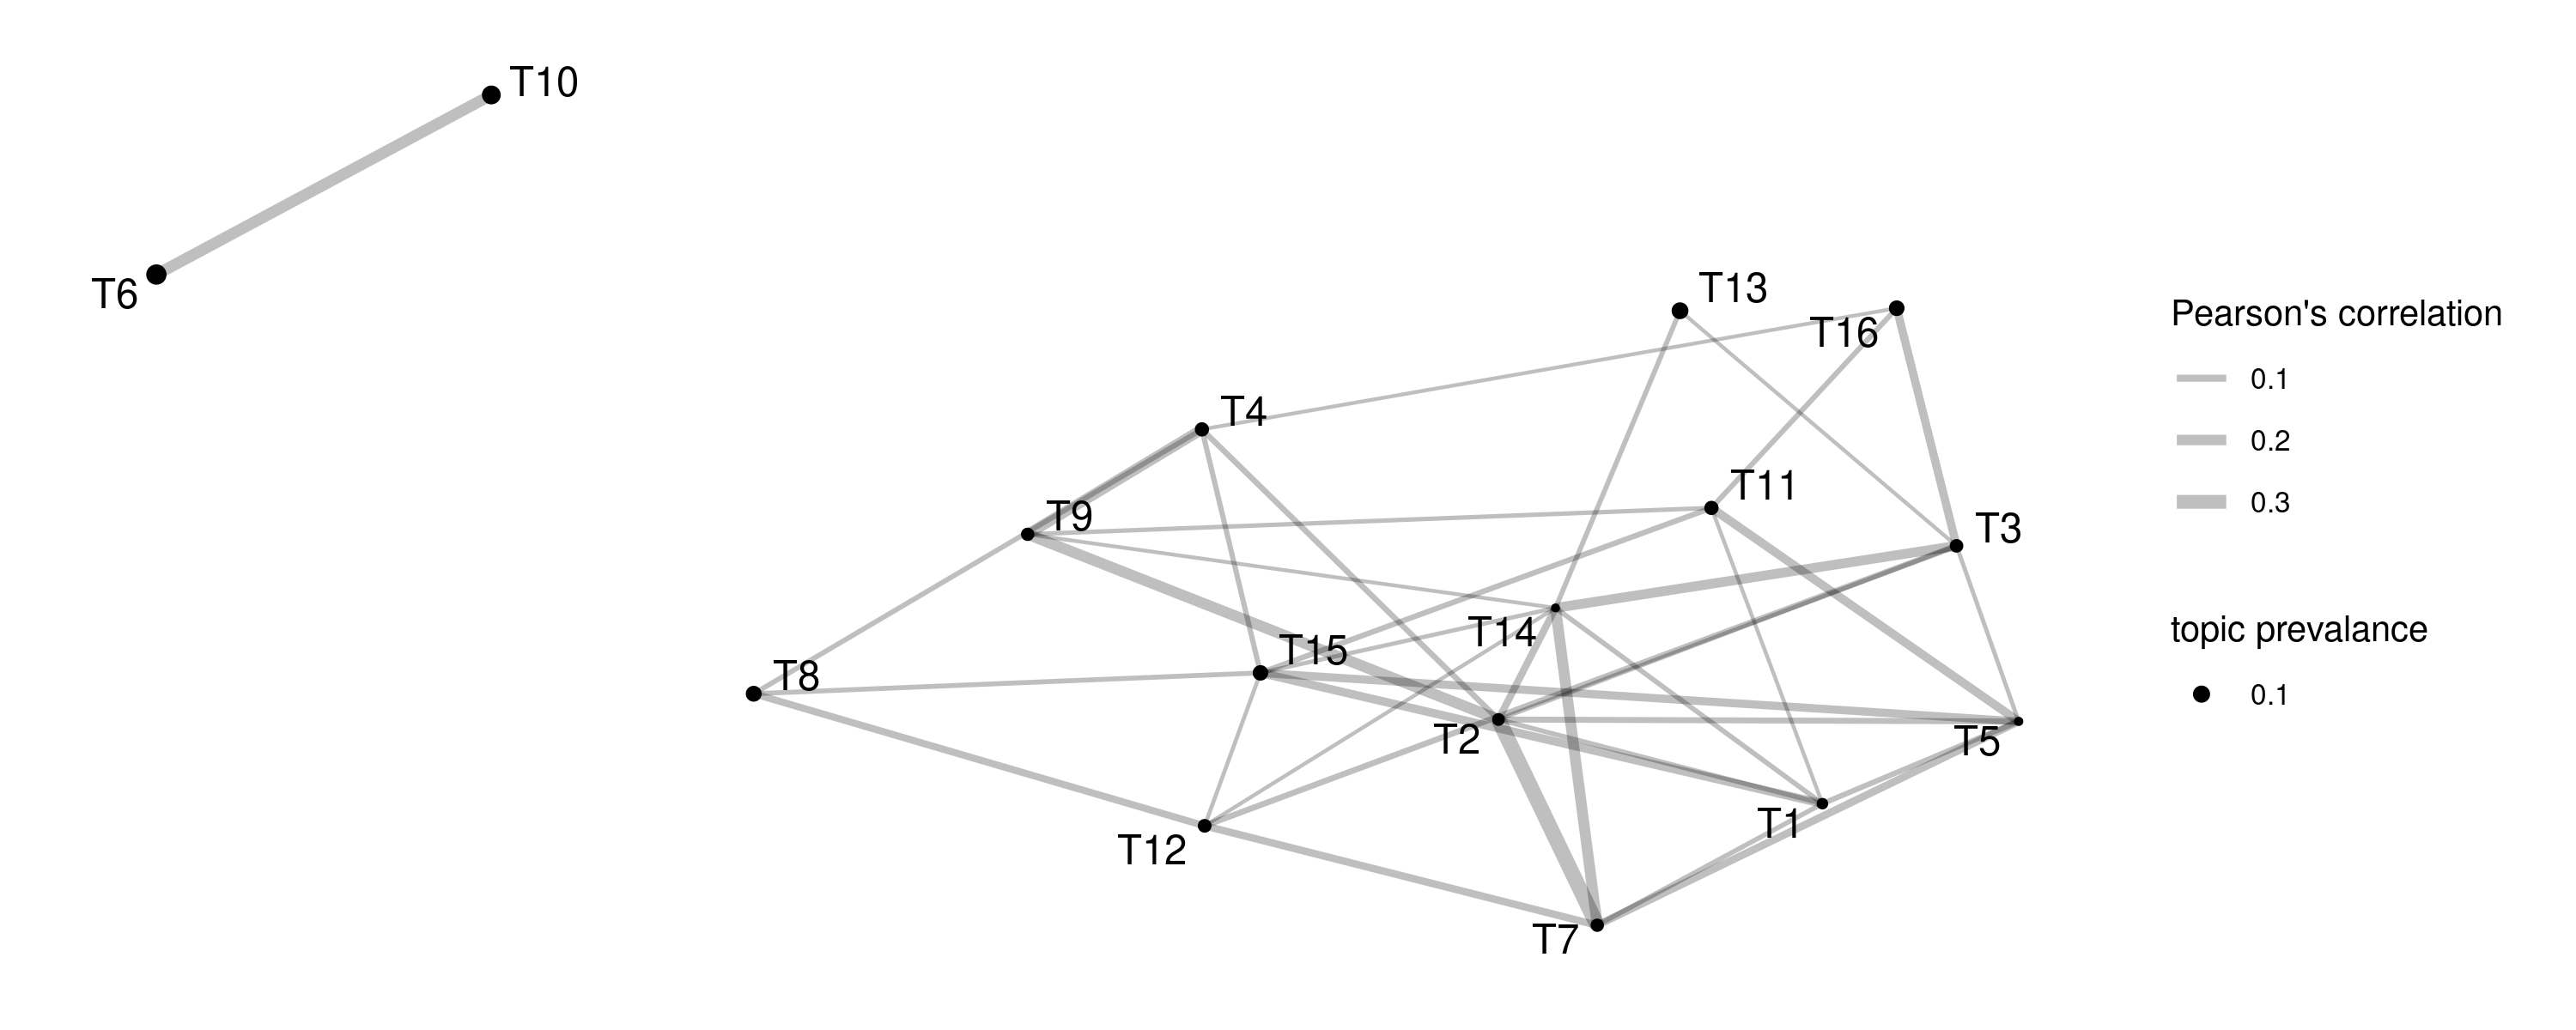 T10
T6
T13
T16
T4
T11
T9
T3
T14
T15
T8
T2
T5
T1
T12
T7
Pearson's correlation
0.1
0.2
0.3
topic prevalance
0.1